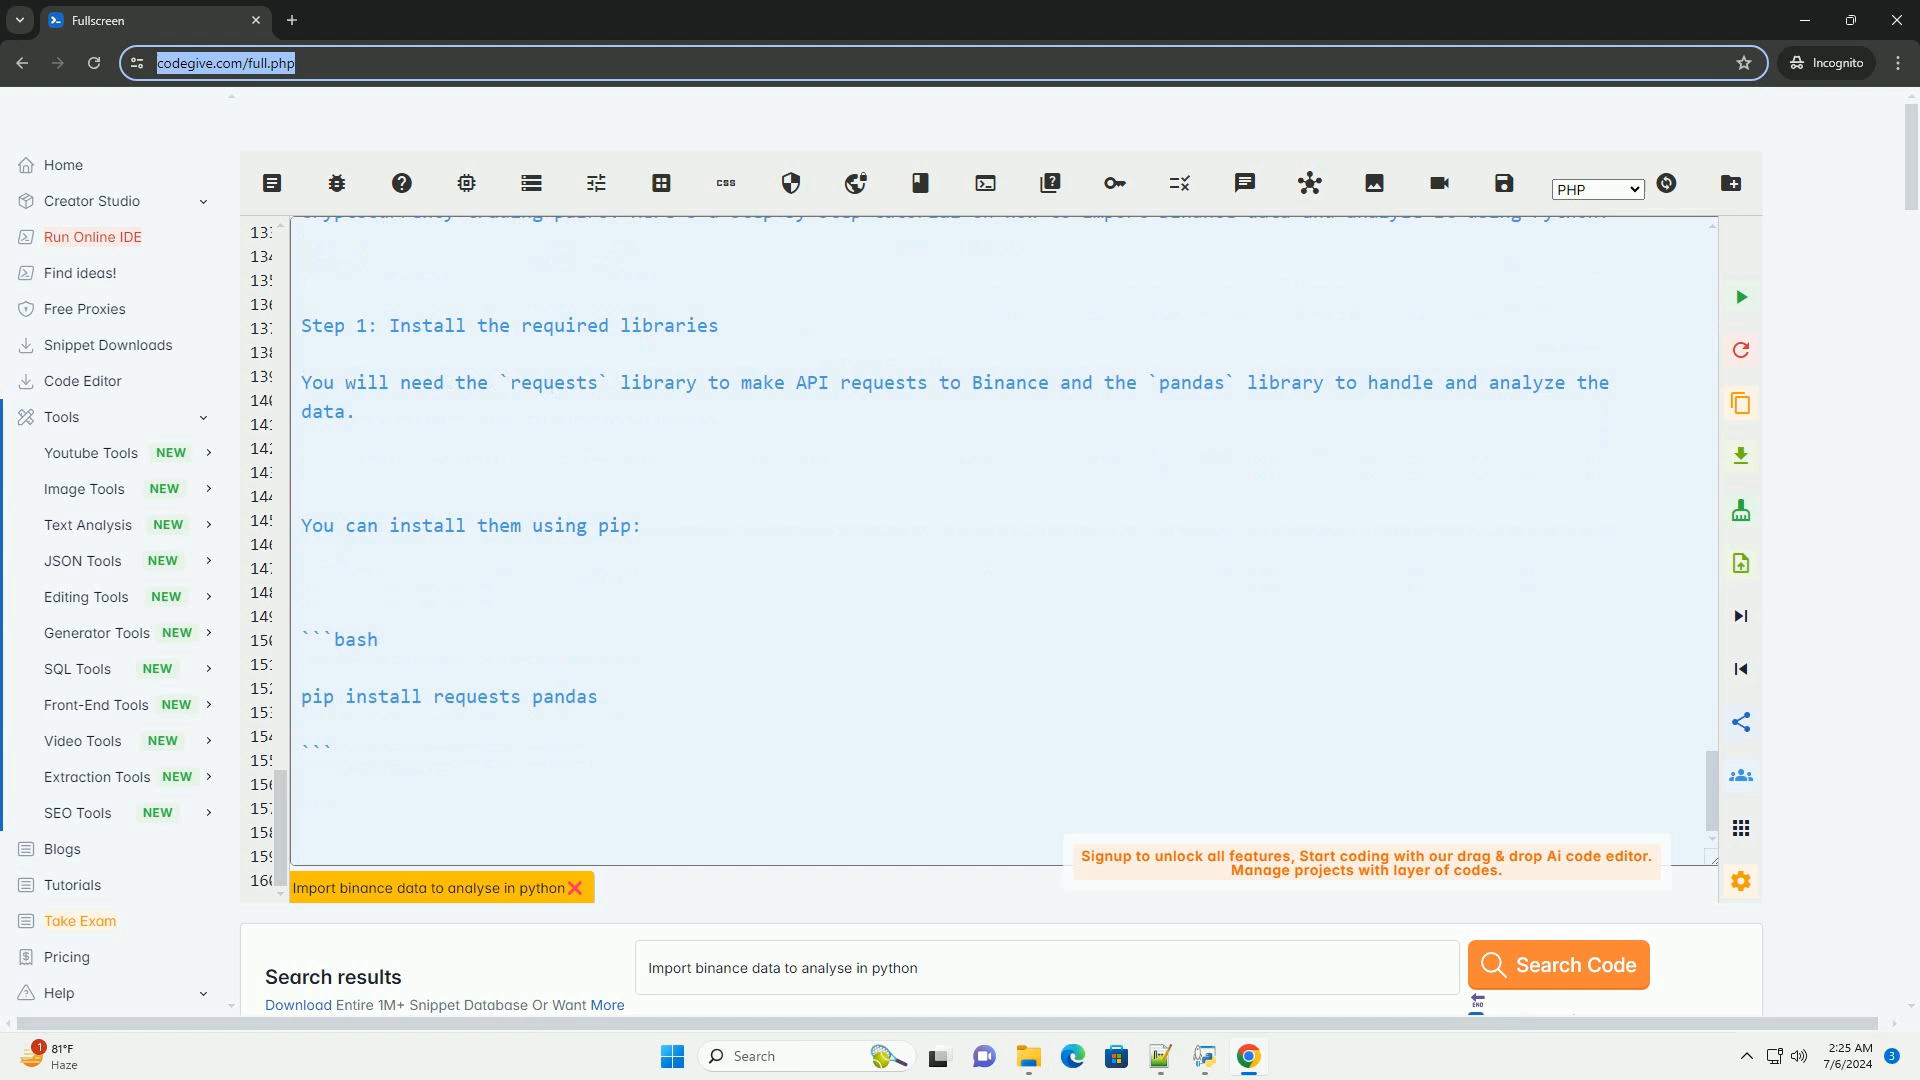 Fullscreen
codegive.com/full.php
Incognito
Home
Creator Studio
Run Online IDE
Find ideas!
Free Proxies
Snippet Downloads
Code Editor
Tools
Youtube Tools NEW
Image Tools NEW
Text Analysis NEW
JSON Tools NEW
Editing Tools NEW
Generator Tools NEW
SQL Tools NEW
Front-End Tools NEW
Video Tools NEW
Extraction Tools NEW
SEO Tools NEW
Blogs
Tutorials
Take Exam
Pricing
Help
css
PHP
Step 1: Install the required libraries
You will need the `requests` library to make API requests to Binance and the `pandas` library to handle and analyze the
data.
You can install them using pip:
```bash
pip install requests pandas
```
Signup to unlock all features, Start coding with our drag & drop Ai code editor.
Manage projects with layer of codes.
Import binance data to analyse in python
Search results
Import binance data to analyse in python
Search Code
Download Entire 1M+ Snippet Database Or Want More
END
1
81°F
Haze
Search
2:25 AM
7/6/2024
3